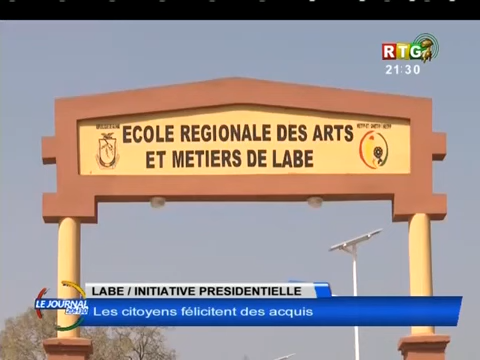 RTG
21:30
ECOLE REGIONALE DES ARTS
ET METIERS DE LABE
LABE / INITIATIVE PRESIDENTIELLE
LE JOURNAL
Les citoyens félicitent des acquis